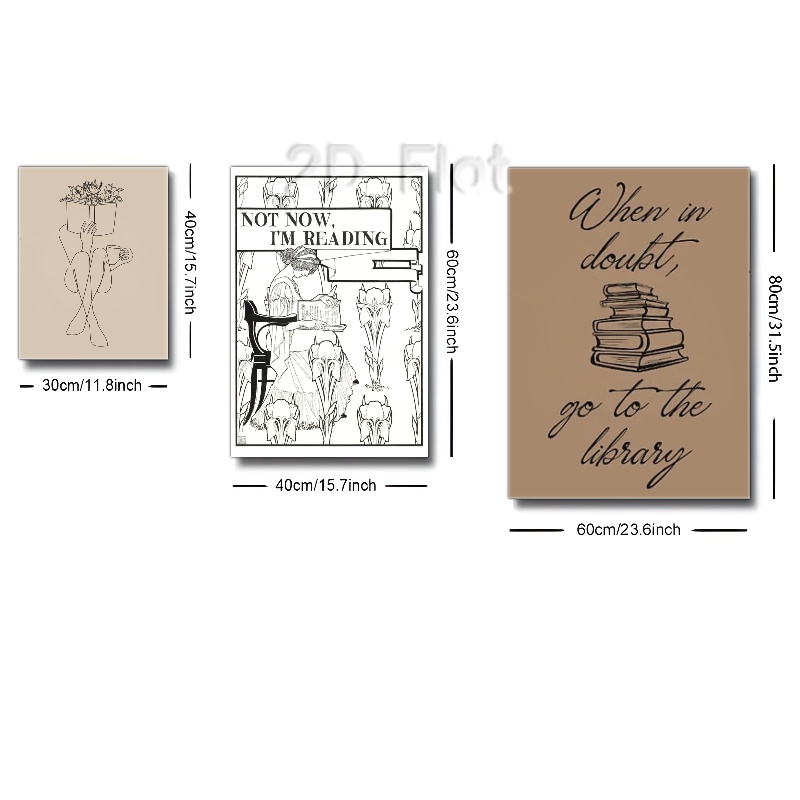 2D Flat
40cm/15.7inch
30cm/11.8inch
NOT NOW,
I'M READING
60cm/23.6inch
40cm/15.7inch
When in
doubt,
go to the
library
80cm/31.5inch
60cm/23.6inch